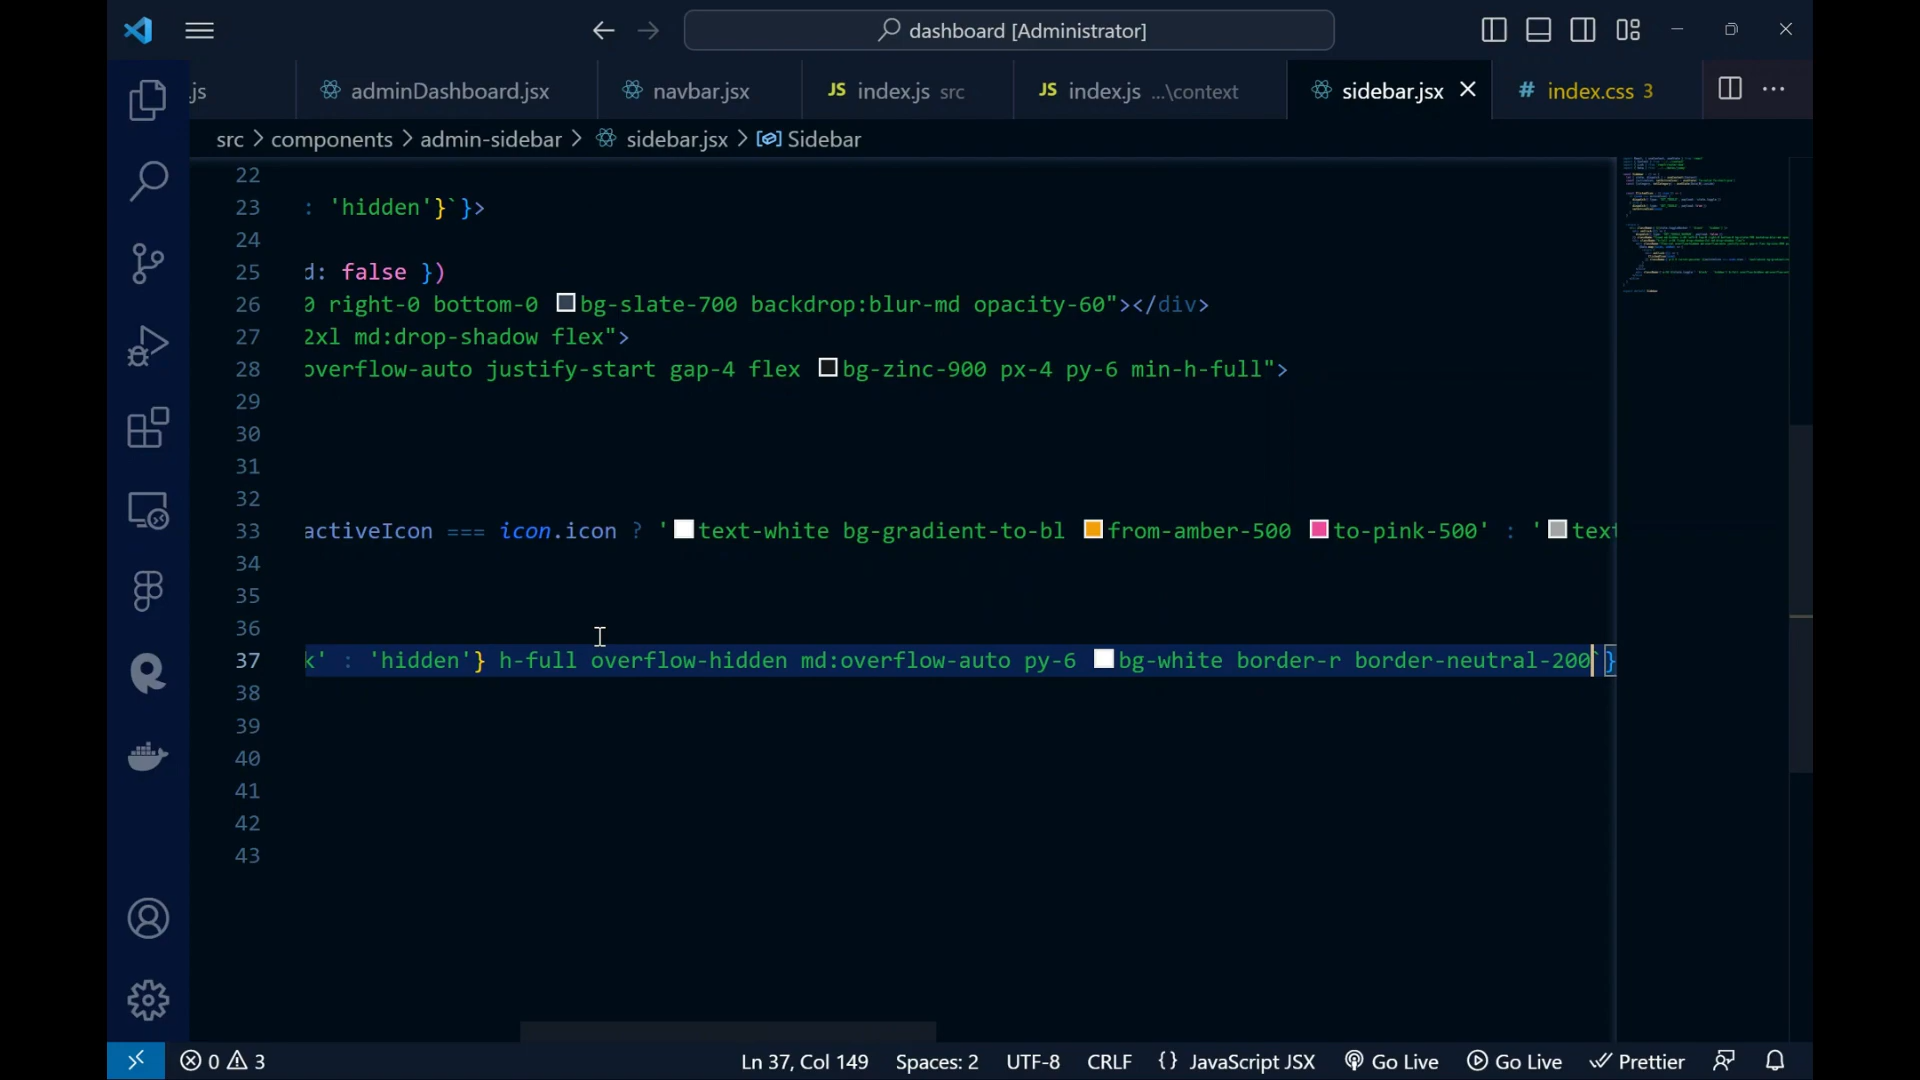 dashboard [Administrator]
.js
adminDashboard.jsx
navbar.jsx
JS index.js src
JS index.js ...\context
sidebar.jsx
# index.css 3
src > components > admin-sidebar > sidebar.jsx > Sidebar
22
23 : 'hidden'}`}>
24
25 d: false })
26 0 right-0 bottom-0 bg-slate-700 backdrop:blur-md opacity-60"></div>
27 2xl md:drop-shadow flex">
28 overflow-auto justify-start gap-4 flex bg-zinc-900 px-4 py-6 min-h-full">
29
30
31
32
33 activeIcon === icon.icon ? 'text-white bg-gradient-to-bl from-amber-500 to-pink-500' : 'text
34
35
36
37 k' : 'hidden'} h-full overflow-hidden md:overflow-auto py-6 bg-white border-r border-neutral-200`}
38
39
40
41
42
43
0 3
Ln 37, Col 149
Spaces: 2
UTF-8
CRLF
{} JavaScript JSX
Go Live
Go Live
Prettier